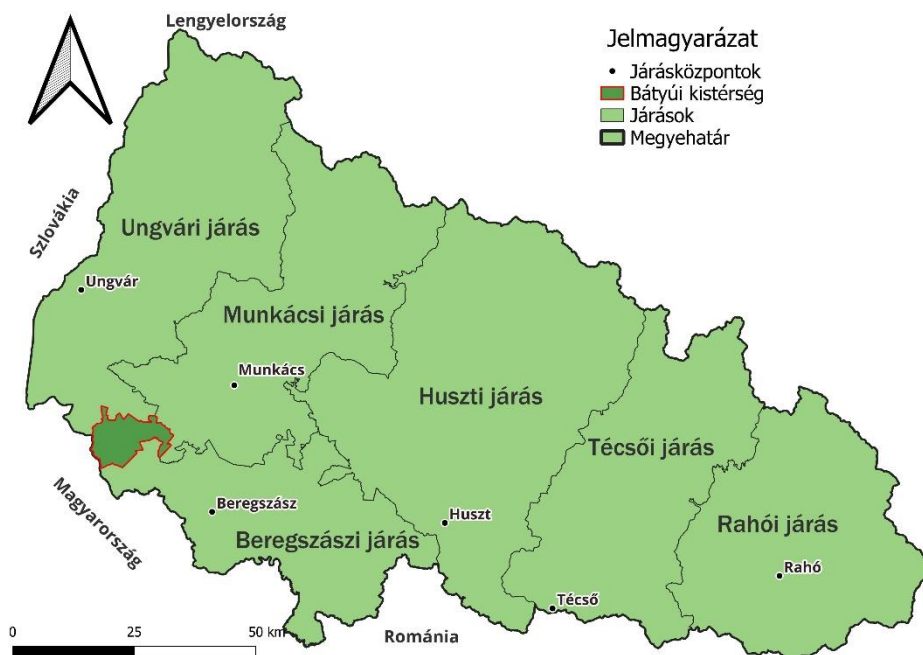 Lengyelország
Jelmagyarázat
Járásközpontok
Bátyúi kistérség
Járások
Megyehatár
Szlovákia
Ungvári járás
Ungvár
Munkácsi járás
Munkács
Huszti járás
Técsői járás
Magyarország
Beregszász
Huszt
Rahói járás
Beregszászi járás
Rahó
Técső
0 25 50 km
Románia